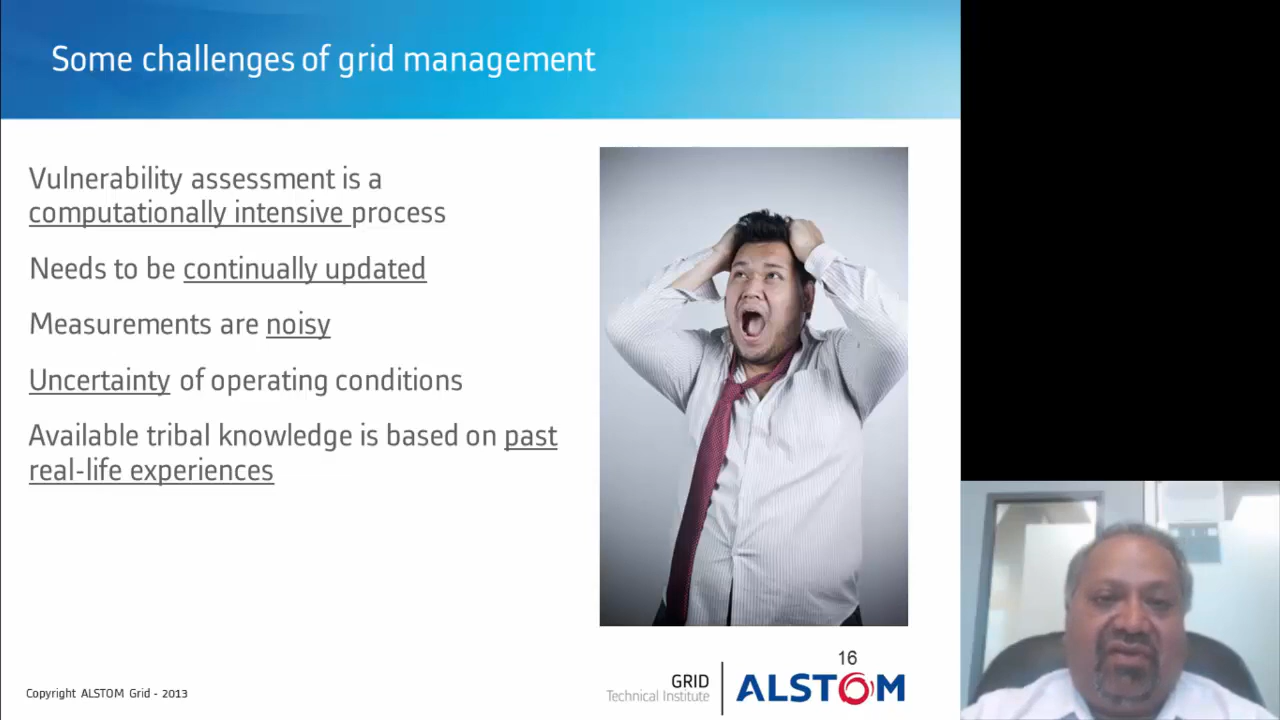 Some challenges of grid management
Vulnerability assessment is a
computationally intensive process
Needs to be continually updated
Measurements are noisy
Uncertainty of operating conditions
Available tribal knowledge is based on past
real-life experiences
16
Copyright ALSTOM Grid - 2013
GRID
Technical Institute
ALSTOM